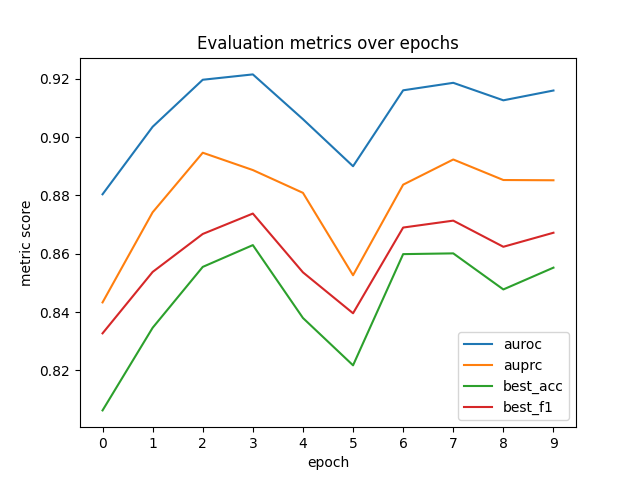 Evaluation metrics over epochs
metric score
0.92
0.90
0.88
0.86
0.84
0.82
auroc
auprc
best_acc
best_f1
0 1 2 3 4 5 6 7 8 9
epoch